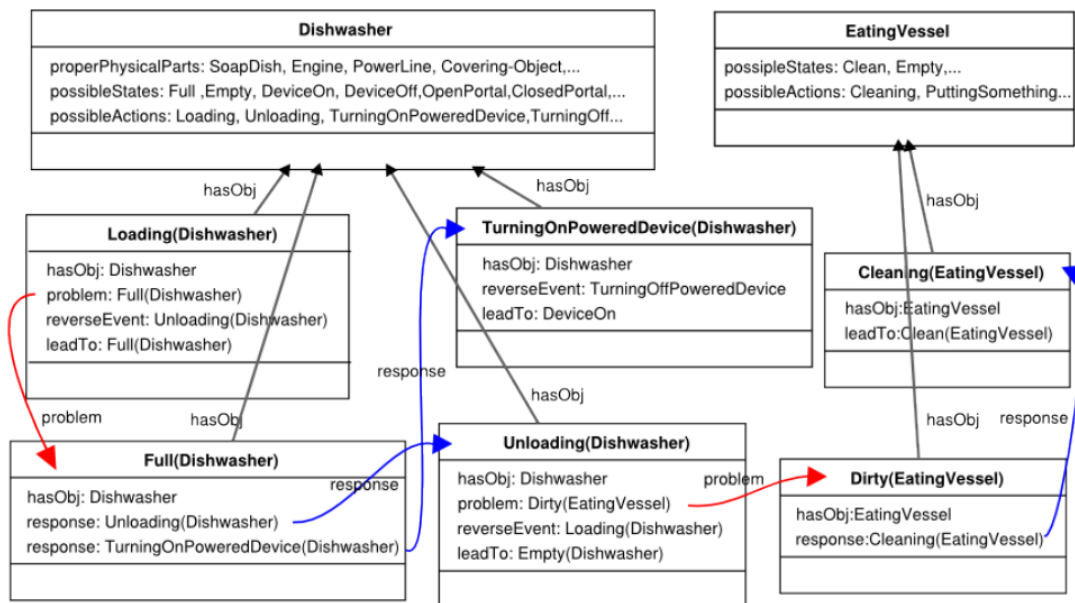 Dishwasher
properPhysicalParts: SoapDish, Engine, PowerLine, Covering-Object,...
possibleStates: Full ,Empty, DeviceOn, DeviceOff,OpenPortal,ClosedPortal,...
possibleActions: Loading, Unloading, TurningOnPoweredDevice,TurningOff...
EatingVessel
possipleStates: Clean, Empty,...
possibleActions: Cleaning, PuttingSomething...
hasObj
hasObj
hasObj
Loading(Dishwasher)
hasObj: Dishwasher
problem: Full(Dishwasher)
reverseEvent: Unloading(Dishwasher)
leadTo: Full(Dishwasher)
TurningOnPoweredDevice(Dishwasher)
hasObj: Dishwasher
reverseEvent: TurningOffPoweredDevice
leadTo: DeviceOn
Cleaning(EatingVessel)
hasObj:EatingVessel
leadTo:Clean(EatingVessel)
response
problem
hasObj
hasObj
hasObj
response
Full(Dishwasher)
hasObj: Dishwasher
response: Unloading(Dishwasher)
response: TurningOnPoweredDevice(Dishwasher)
response
Unloading(Dishwasher)
hasObj: Dishwasher
problem: Dirty(EatingVessel)
reverseEvent: Loading(Dishwasher)
leadTo: Empty(Dishwasher)
problem
Dirty(EatingVessel)
hasObj:EatingVessel
response:Cleaning(EatingVessel)